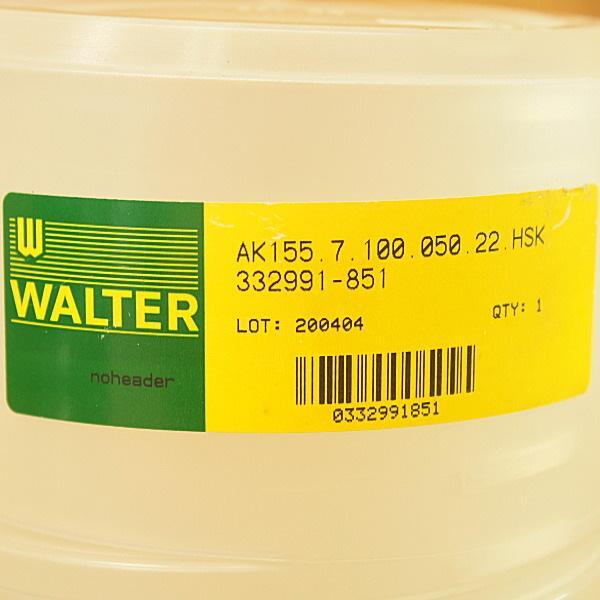 W
WALTER
noheader
AK155.7.100.050.22.HSK
332991-851
LOT: 200404
QTY: 1
0332991851